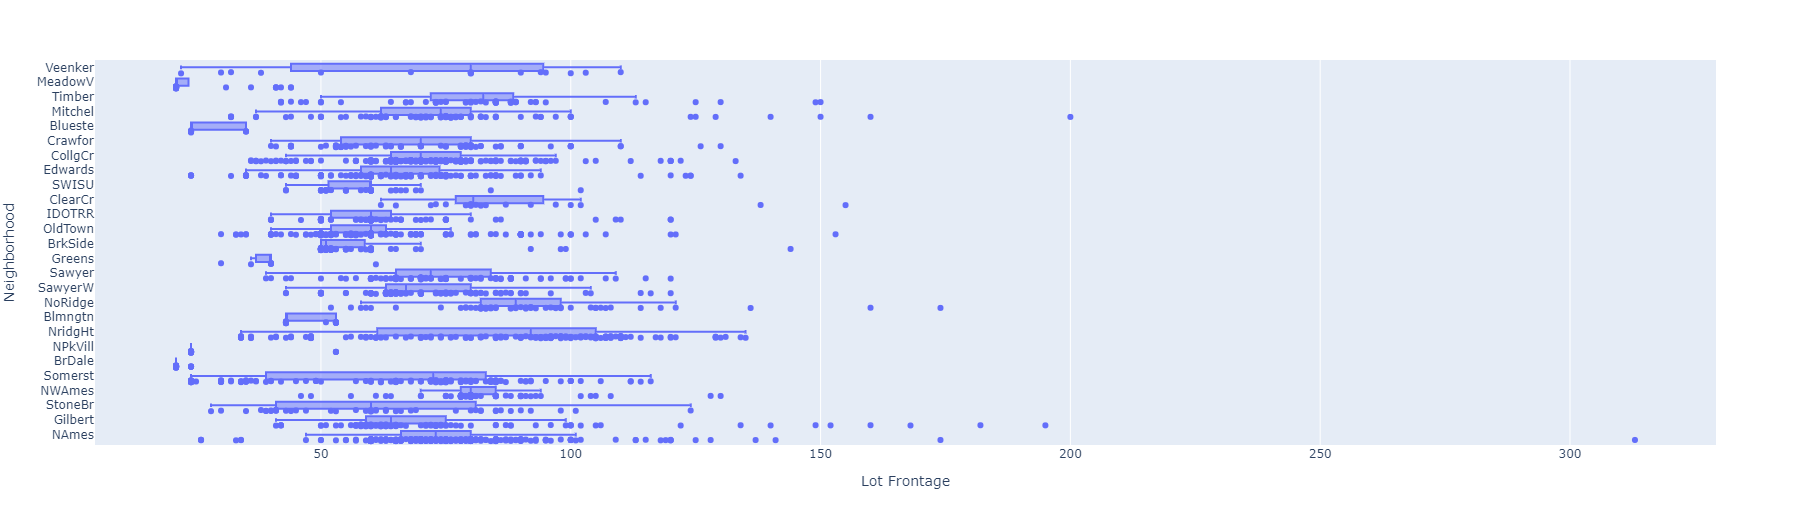 Veenker
MeadowV
Timber
Mitchel
Blueste
Crawfor
CollgCr
Edwards
SWISU
ClearCr
IDOTRR
OldTown
BrkSide
Greens
Sawyer
SawyerW
NoRidge
Blmngtn
NridgHt
NPkVill
BrDale
Somerst
NWAmes
StoneBr
Gilbert
NAmes
Neighborhood
50 100 150 200 250 300
Lot Frontage